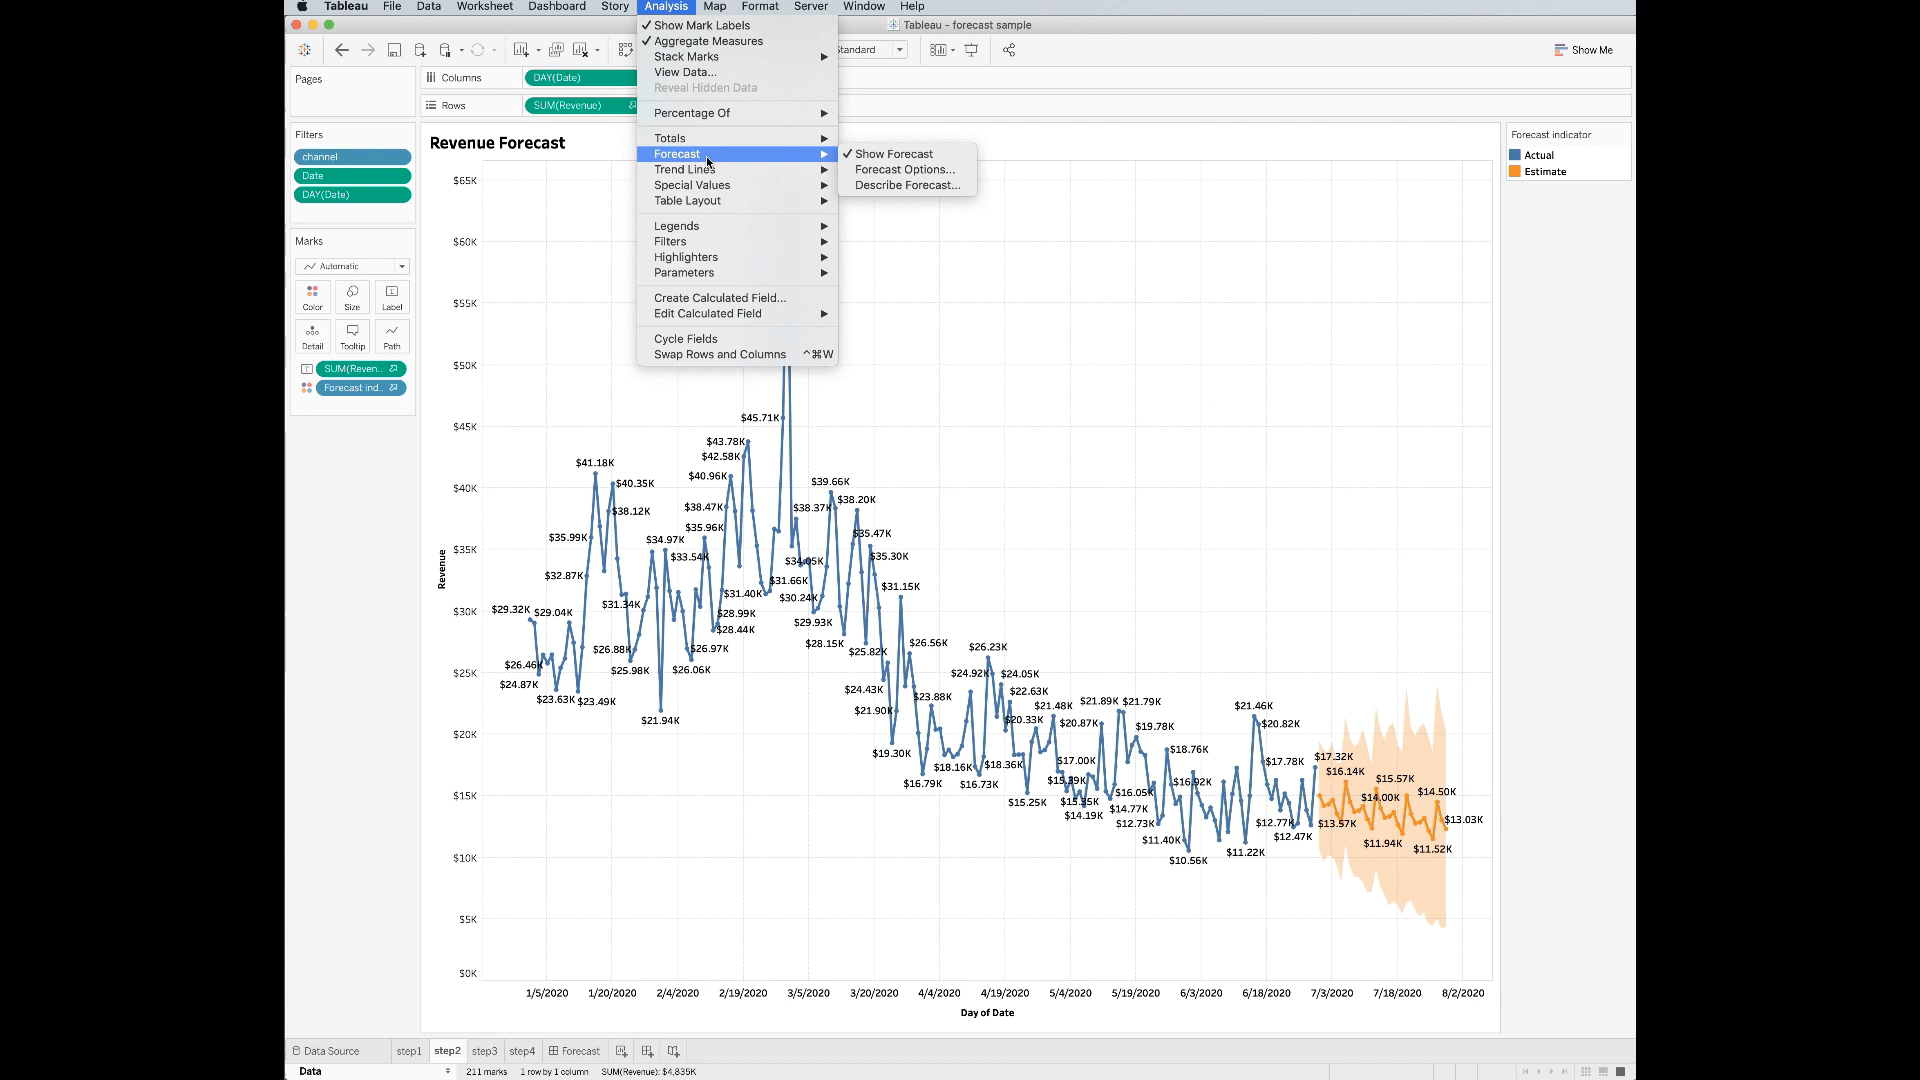 Tableau File Data Worksheet Dashboard Story Analysis Map Format Server Window Help
Tableau - forecast sample
Standard
Show Me
Pages
Columns
DAY(Date)
Rows
SUM(Revenue)
Filters
channel
Date
DAY(Date)
Marks
Automatic
Color Size Label
Detail Tooltip Path
SUM(Reven..
Forecast ind..
Show Mark Labels
Aggregate Measures
Stack Marks
View Data...
Reveal Hidden Data
Percentage Of
Totals
Forecast
Trend Lines
Special Values
Table Layout
Legends
Filters
Highlighters
Parameters
Create Calculated Field...
Edit Calculated Field
Cycle Fields
Swap Rows and Columns ^⌘W
Show Forecast
Forecast Options...
Describe Forecast...
Forecast indicator
Actual
Estimate
Revenue Forecast
$65K
$60K
$55K
$50K
$45K
$40K
$35K
$30K
$25K
$20K
$15K
$10K
$5K
$0K
Revenue
$45.71K
$43.78K
$42.58K
$41.18K
$40.96K
$40.35K
$39.66K
$38.20K
$38.47K
$38.37K
$38.12K
$35.96K
$35.99K
$35.47K
$34.97K
$33.54K
$35.30K
$34.05K
$32.87K
$31.66K
$31.15K
$31.40K
$30.24K
$31.34K
$29.32K
$29.04K
$28.99K
$29.93K
$28.44K
$28.15K
$26.56K
$26.88K
$26.97K
$25.82K
$26.23K
$26.46K
$25.98K
$26.06K
$24.92K
$24.05K
$24.87K
$24.43K
$22.63K
$23.63K
$23.49K
$23.88K
$21.89K
$21.79K
$21.48K
$21.46K
$21.90K
$21.94K
$20.33K
$20.87K
$20.82K
$19.78K
$19.30K
$18.76K
$17.32K
$18.16K
$18.36K
$17.00K
$17.78K
$16.14K
$16.79K
$16.73K
$15.39K
$16.92K
$15.57K
$16.05K
$14.00K
$14.50K
$15.25K
$15.35K
$14.77K
$14.19K
$12.73K
$12.77K
$13.57K
$13.03K
$12.47K
$11.40K
$11.94K
$11.22K
$11.52K
$10.56K
1/5/2020 1/20/2020 2/4/2020 2/19/2020 3/5/2020 3/20/2020 4/4/2020 4/19/2020 5/4/2020 5/19/2020 6/3/2020 6/18/2020 7/3/2020 7/18/2020 8/2/2020
Day of Date
Data Source step1 step2 step3 step4 Forecast
Data 211 marks 1 row by 1 column SUM(Revenue): $4,835K